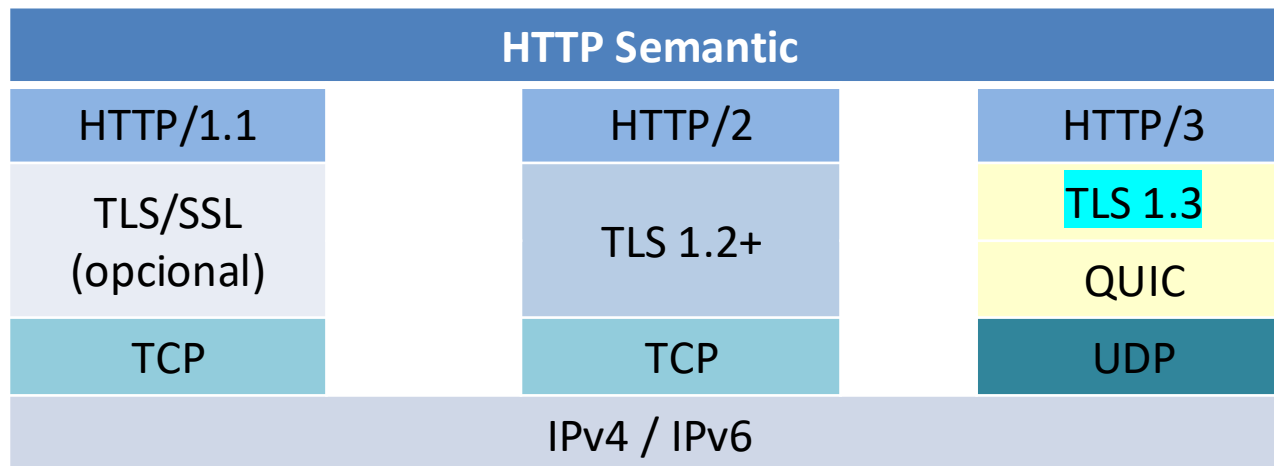 HTTP Semantic
HTTP/1.1
HTTP/2
HTTP/3
TLS/SSL
(opcional)
TLS 1.2+
TLS 1.3
QUIC
TCP
TCP
UDP
IPv4 / IPv6